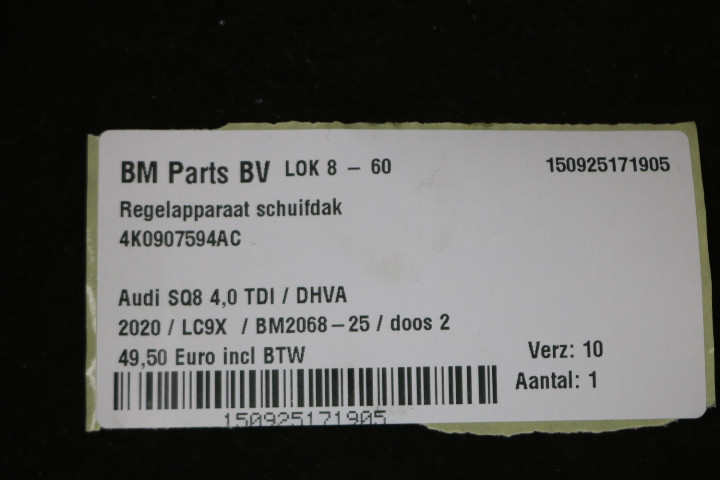 BM Parts BV LOK 8 – 60 150925171905
Regelapparaat schuifdak
4K0907594AC
Audi SQ8 4,0 TDI / DHVA
2020 / LC9X / BM2068-25 / doos 2
49,50 Euro incl BTW
Verz: 10
Aantal: 1
150925171905